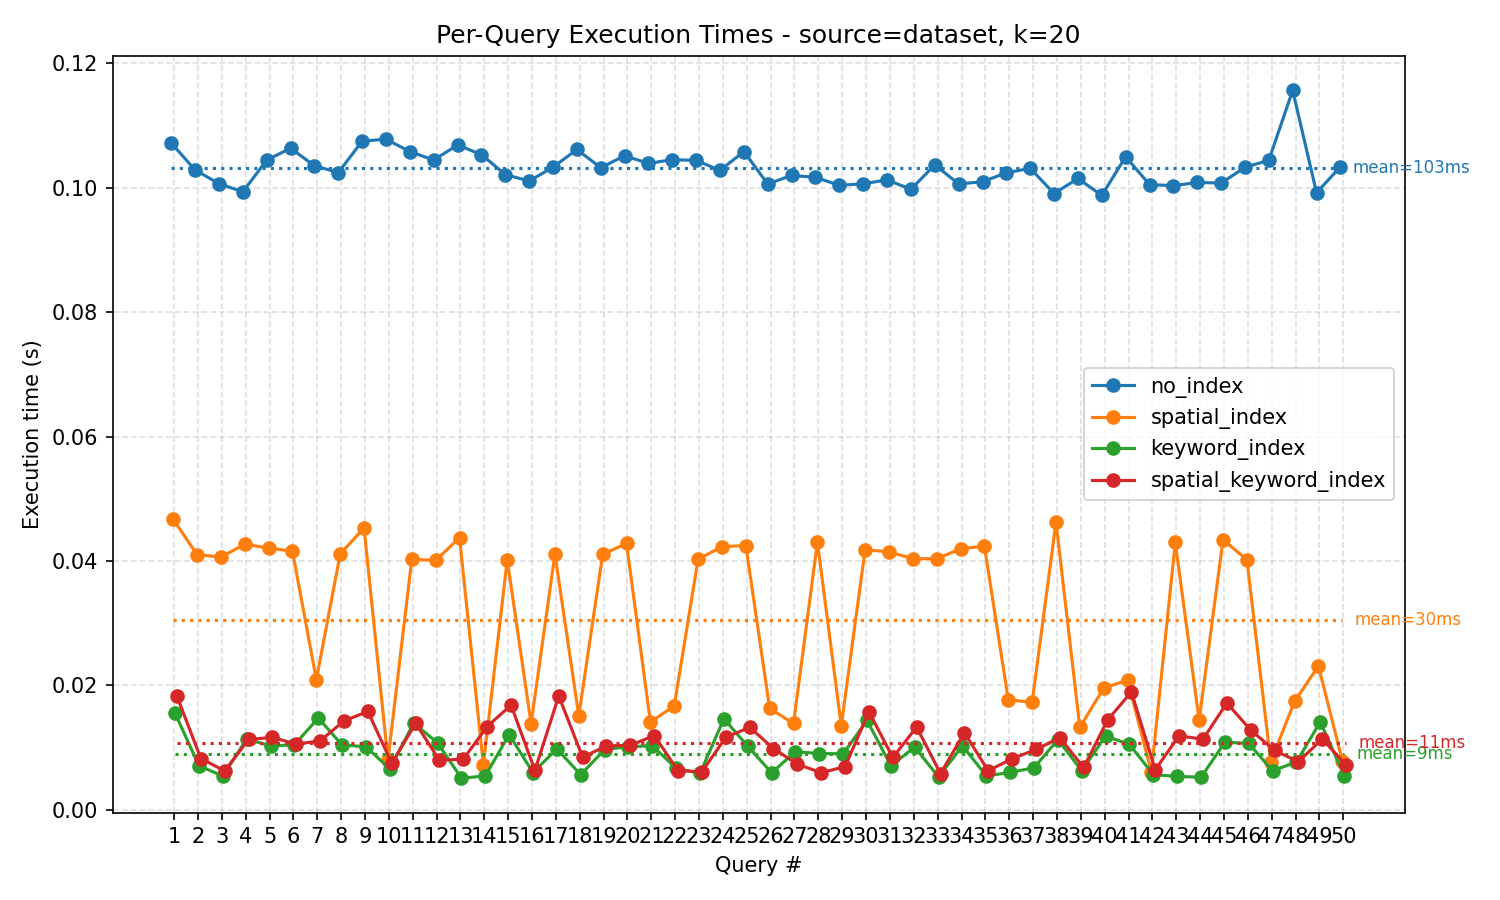 Per-Query Execution Times - source=dataset, k=20
Execution time (s)
0.12
0.10
0.08
0.06
0.04
0.02
0.00
mean=103ms
no_index
spatial_index
keyword_index
spatial_keyword_index
mean=30ms
mean=11ms
mean=9ms
1 2 3 4 5 6 7 8 9 10 11 12 13 14 15 16 17 18 19 20 21 22 23 24 25 26 27 28 29 30 31 32 33 34 35 36 37 38 39 40 41 42 43 44 45 46 47 48 49 50
Query #